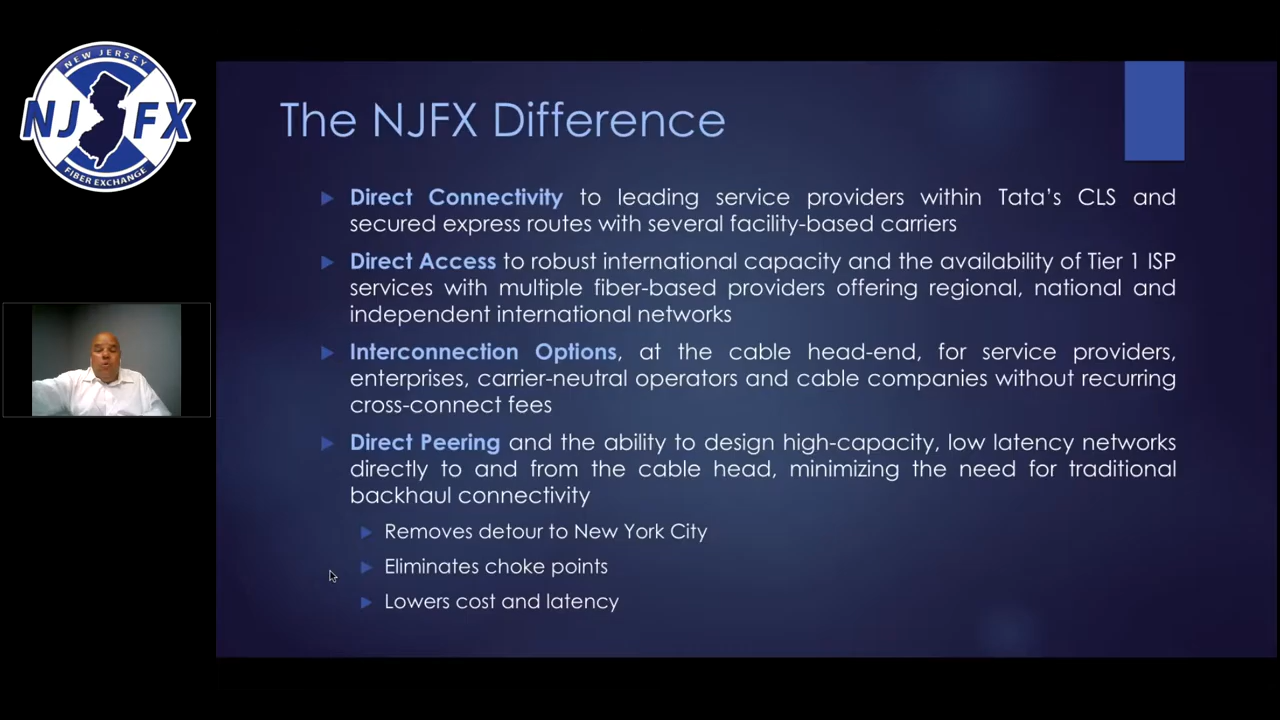 NEW JERSEY
NJ FX
FIBER EXCHANGE
The NJFX Difference
Direct Connectivity to leading service providers within Tata’s CLS and
secured express routes with several facility-based carriers
Direct Access to robust international capacity and the availability of Tier 1 ISP
services with multiple fiber-based providers offering regional, national and
independent international networks
Interconnection Options, at the cable head-end, for service providers,
enterprises, carrier-neutral operators and cable companies without recurring
cross-connect fees
Direct Peering and the ability to design high-capacity, low latency networks
directly to and from the cable head, minimizing the need for traditional
backhaul connectivity
Removes detour to New York City
Eliminates choke points
Lowers cost and latency